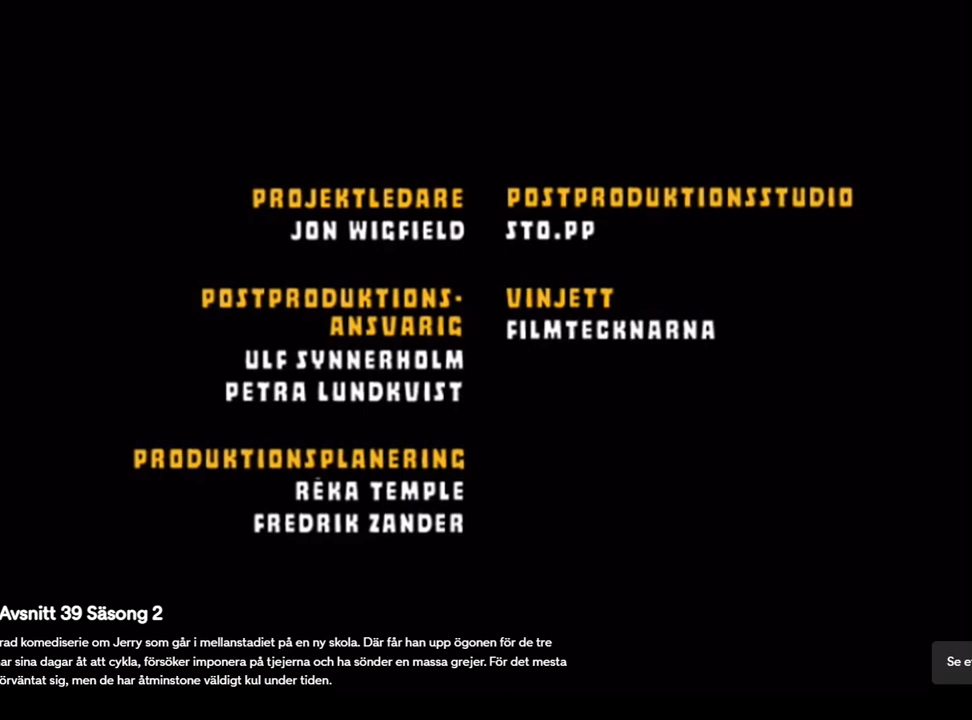 PROJEKTLEDARE
JON WIGFIELD
POSTPRODUKTIONS-
ANSVARIG
ULF SYNNERHOLM
PETRA LUNDKVIST
PRODUKTIONSPLANERING
RÉKA TEMPLE
FREDRIK ZANDER
POSTPRODUKTIONSSTUDIO
STO.PP
VINJETT
FILMTECKNARNA
Avsnitt 39 Säsong 2
rad komediserie om Jerry som går i mellanstadiet på en ny skola. Där får han upp ögonen för de tre
ar sina dagar åt att cykla, försöker imponera på tjejerna och ha sönder en massa grejer. För det mesta
örväntat sig, men de har åtminstone väldigt kul under tiden.
Se